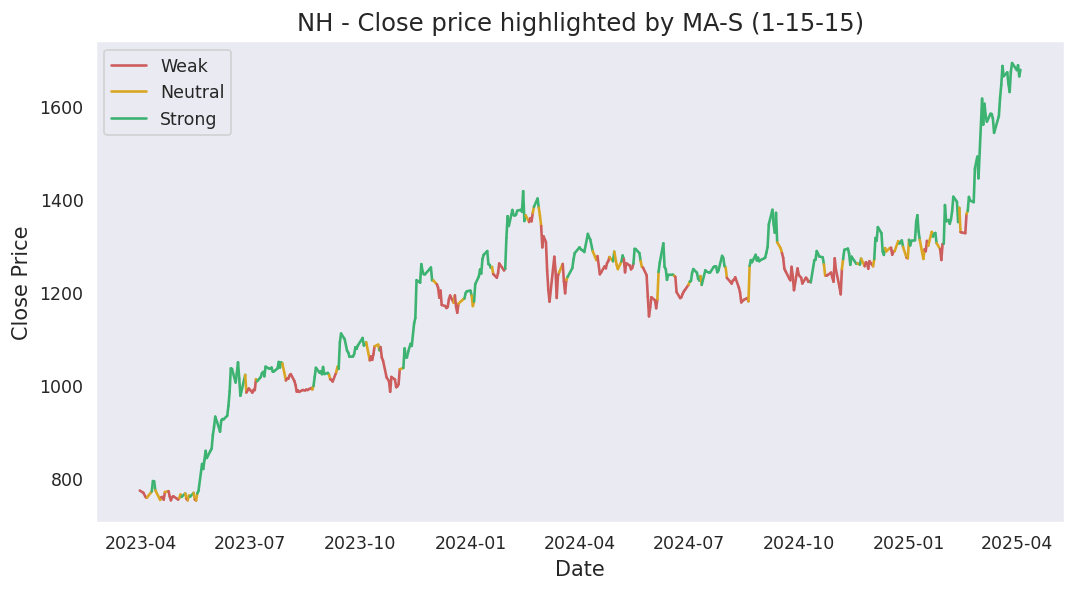 NH - Close price highlighted by MA-S (1-15-15)
Weak
Neutral
Strong
Close Price
1600
1400
1200
1000
800
2023-04 2023-07 2023-10 2024-01 2024-04 2024-07 2024-10 2025-01 2025-04
Date